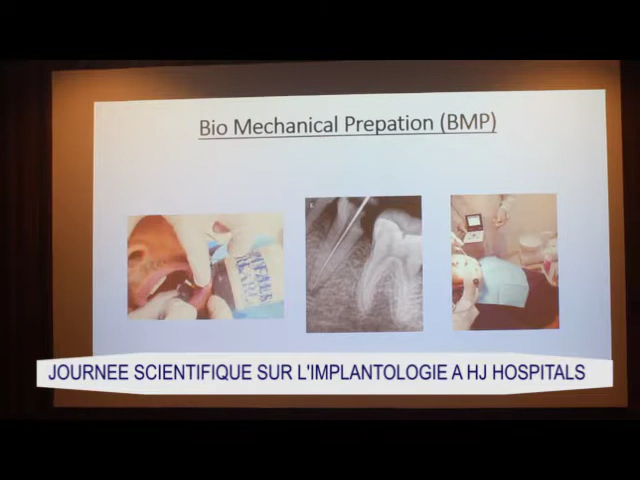 Bio Mechanical Prepation (BMP)
JOURNEE SCIENTIFIQUE SUR L'IMPLANTOLOGIE A HJ HOSPITALS